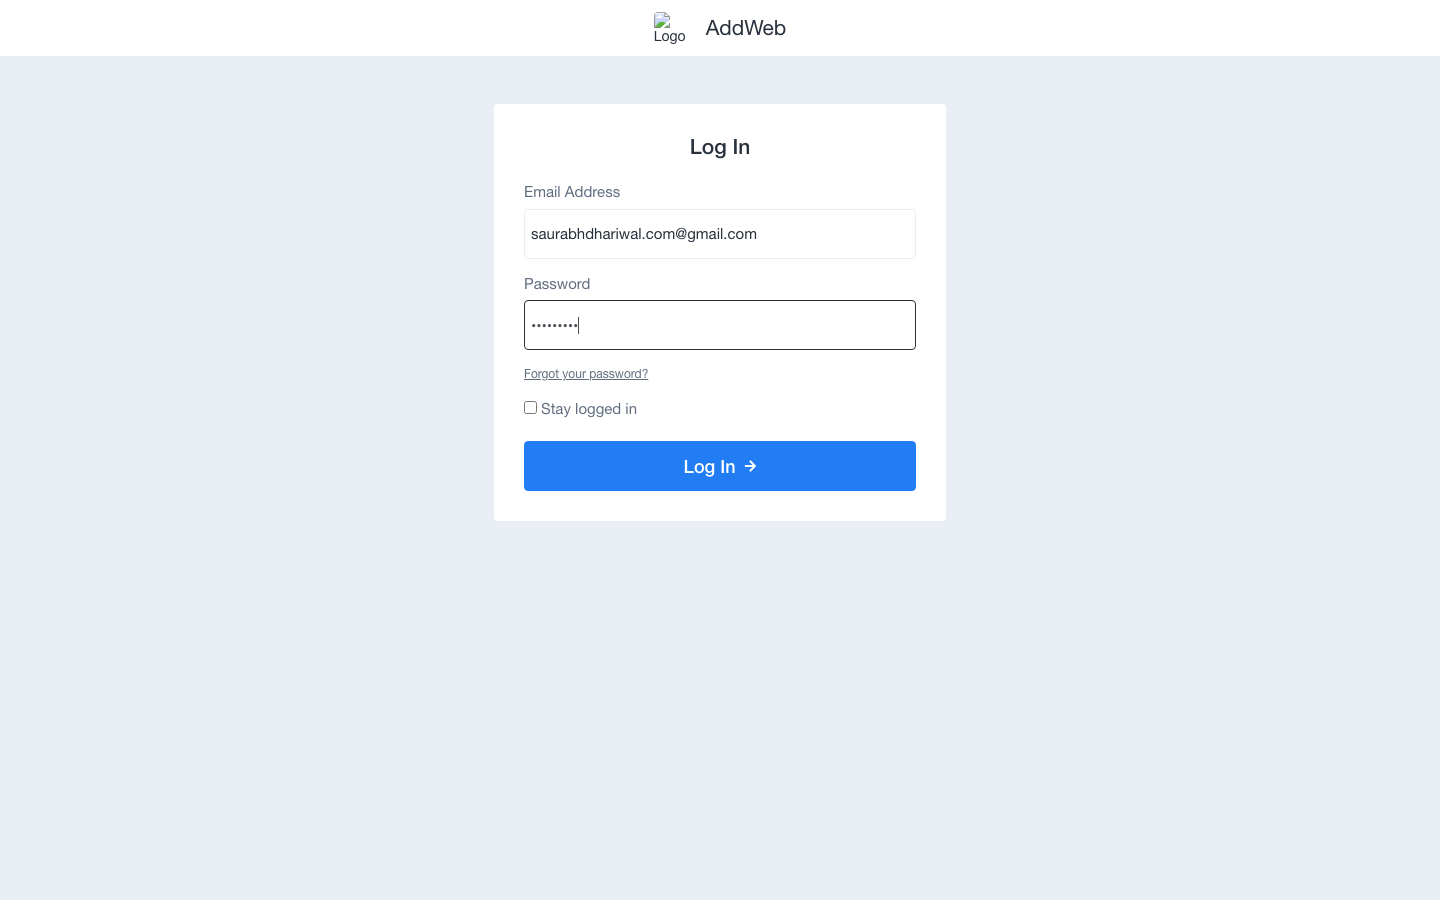 Logo
AddWeb
Log In
Email Address
saurabhdhariwal.com@gmail.com
Password
•••••••••
Forgot your password?
Stay logged in
Log In →